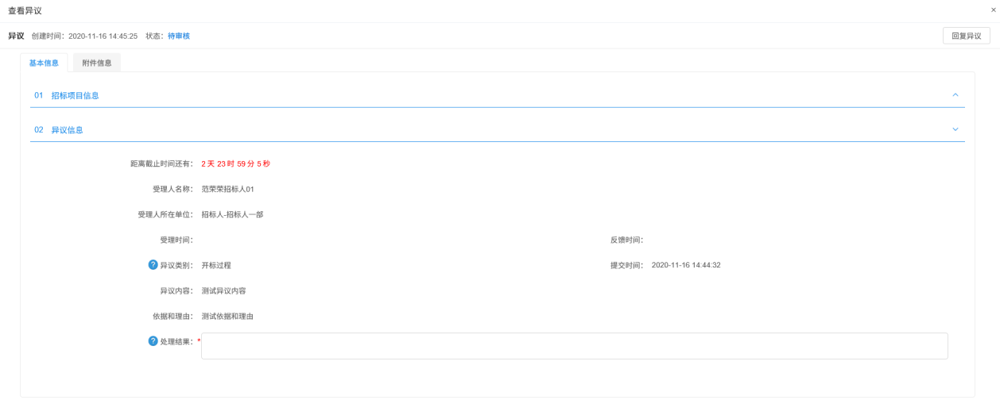 查看异议
×
异议 创建时间：2020-11-16 14:45:25 状态：待审核 回复异议
基本信息 附件信息
01 招标项目信息
02 异议信息
距离截止时间还有： 2 天 23 时 59 分 5 秒
受理人名称： 范荣荣招标人01
受理人所在单位： 招标人-招标人一部
受理时间： 反馈时间：
? 异议类别： 开标过程 提交时间： 2020-11-16 14:44:32
异议内容： 测试异议内容
依据和理由： 测试依据和理由
? 处理结果： *